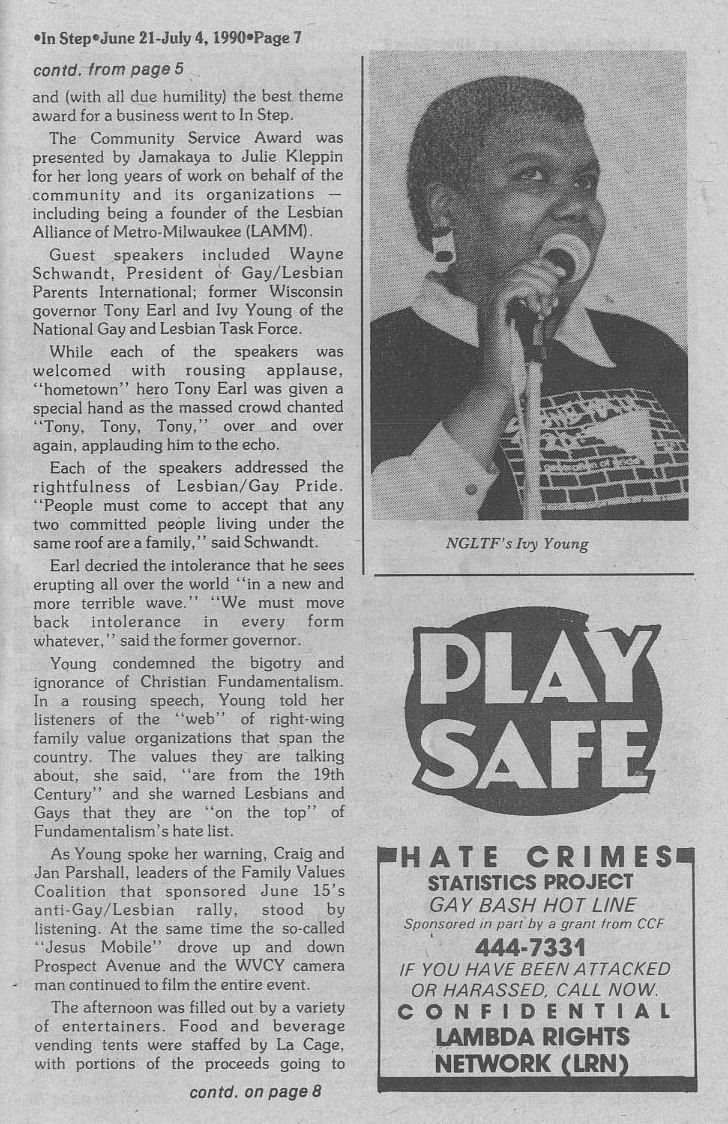 •In Step•June 21-July 4, 1990•Page 7
contd. from page 5
and (with all due humility) the best theme
award for a business went to In Step.
The Community Service Award was
presented by Jamakaya to Julie Kleppin
for her long years of work on behalf of the
community and its organizations —
including being a founder of the Lesbian
Alliance of Metro-Milwaukee (LAMM).
Guest speakers included Wayne
Schwandt, President of Gay/Lesbian
Parents International; former Wisconsin
governor Tony Earl and Ivy Young of the
National Gay and Lesbian Task Force.
While each of the speakers was
welcomed with rousing applause,
"hometown" hero Tony Earl was given a
special hand as the massed crowd chanted
"Tony, Tony, Tony," over and over
again, applauding him to the echo.
Each of the speakers addressed the
rightfulness of Lesbian/Gay Pride.
"People must come to accept that any
two committed people living under the
same roof are a family," said Schwandt.
Earl decried the intolerance that he sees
erupting all over the world "in a new and
more terrible wave." "We must move
back intolerance in every form
whatever," said the former governor.
Young condemned the bigotry and
ignorance of Christian Fundamentalism.
In a rousing speech, Young told her
listeners of the "web" of right-wing
family value organizations that span the
country. The values they are talking
about, she said, "are from the 19th
Century" and she warned Lesbians and
Gays that they are "on the top" of
Fundamentalism's hate list.
As Young spoke her warning, Craig and
Jan Parshall, leaders of the Family Values
Coalition that sponsored June 15's
anti-Gay/Lesbian rally, stood by
listening. At the same time the so-called
"Jesus Mobile" drove up and down
Prospect Avenue and the WVCY camera
man continued to film the entire event.
The afternoon was filled out by a variety
of entertainers. Food and beverage
vending tents were staffed by La Cage,
with portions of the proceeds going to
contd. on page 8
NGLTF's Ivy Young
PLAY
SAFE
HATE CRIMES
STATISTICS PROJECT
GAY BASH HOT LINE
Sponsored in part by a grant from CCF
444-7331
IF YOU HAVE BEEN ATTACKED
OR HARASSED, CALL NOW.
CONFIDENTIAL
LAMBDA RIGHTS
NETWORK (LRN)